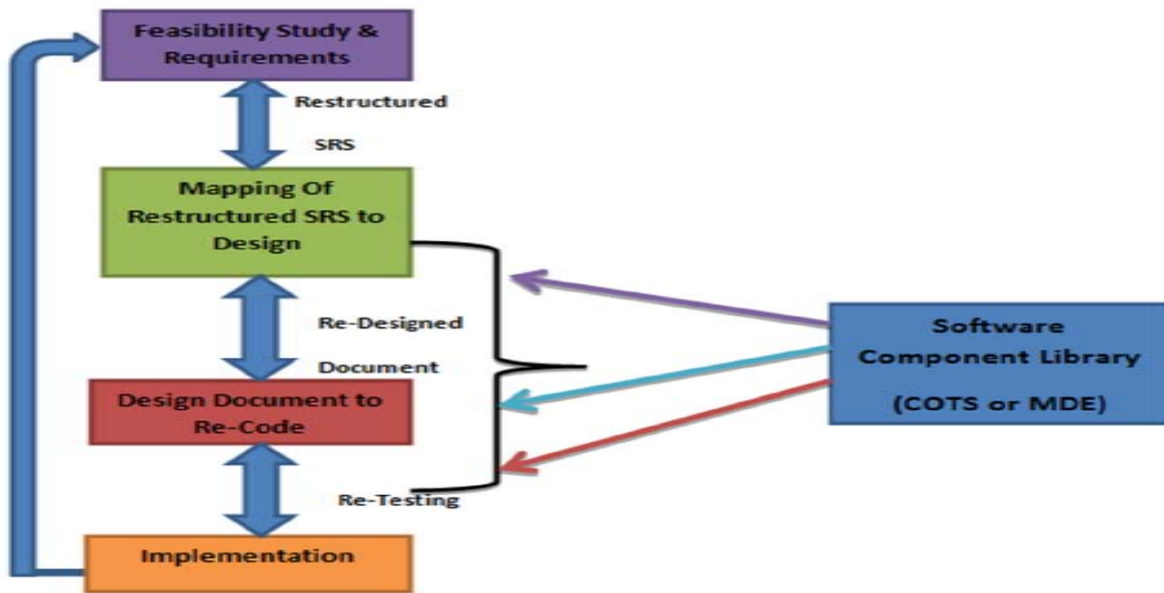 Feasibility Study &
Requirements
Restructured
SRS
Mapping Of
Restructured SRS to
Design
Re-Designed
Document
Design Document to
Re-Code
Re-Testing
Implementation
Software
Component Library
(COTS or MDE)